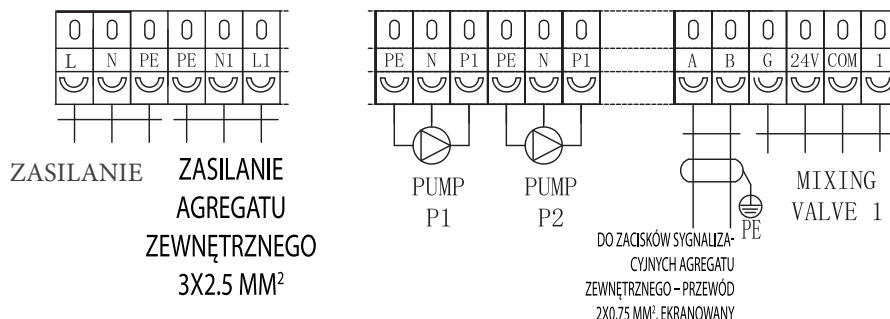 0 0 0 0 0 0 0 0 0 0 0 0 0 0 0 0 0 0
L N PE PE N1 L1 PE N P1 PE N P1 A B G 24V COM 1
ZASILANIE
ZASILANIE
AGREGATU
ZEWNĘTRZNEGO
3X2.5 MM²
PUMP
P1
PUMP
P2
PE
MIXING
VALVE 1
DO ZACISKÓW SYGNALIZA-
CYJNYCH AGREGATU
ZEWNĘTRZNEGO – PRZEWÓD
2X0.75 MM², EKRANOWANY